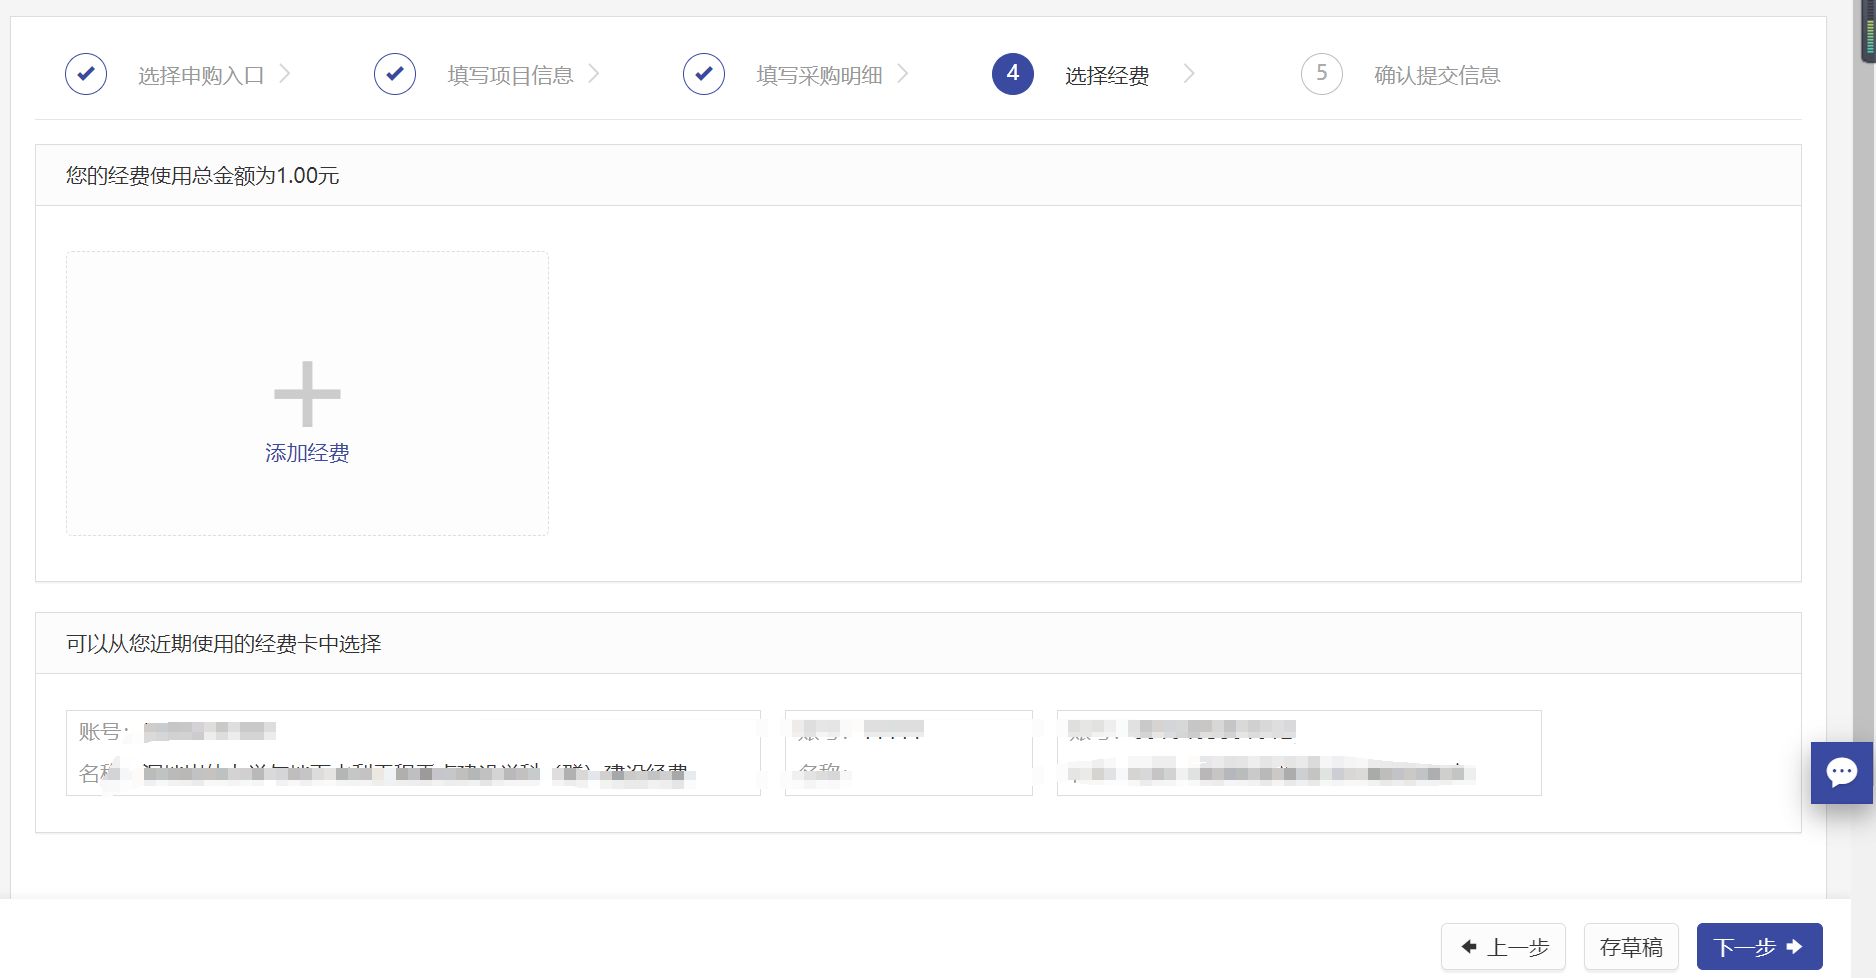 选择申购入口
填写项目信息
填写采购明细
4 选择经费
5 确认提交信息
您的经费使用总金额为1.00元
添加经费
可以从您近期使用的经费卡中选择
账号：
上一步
存草稿
下一步